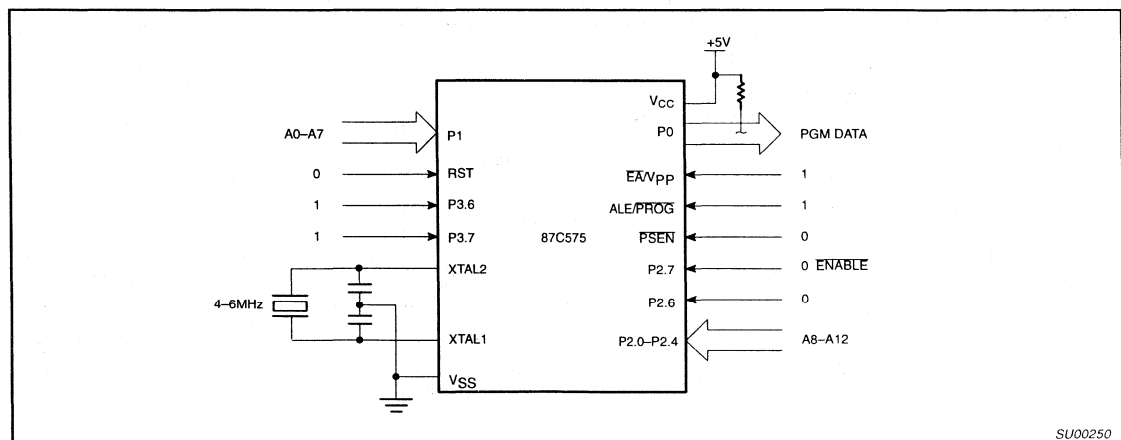 +5V
VCC
A0–A7
P1
P0
PGM DATA
0
RST
EA/VPP
1
1
P3.6
ALE/PROG
1
1
P3.7
87C575
PSEN
0
XTAL2
P2.7
0 ENABLE
4–6MHz
P2.6
0
XTAL1
P2.0–P2.4
A8–A12
VSS
SU00250